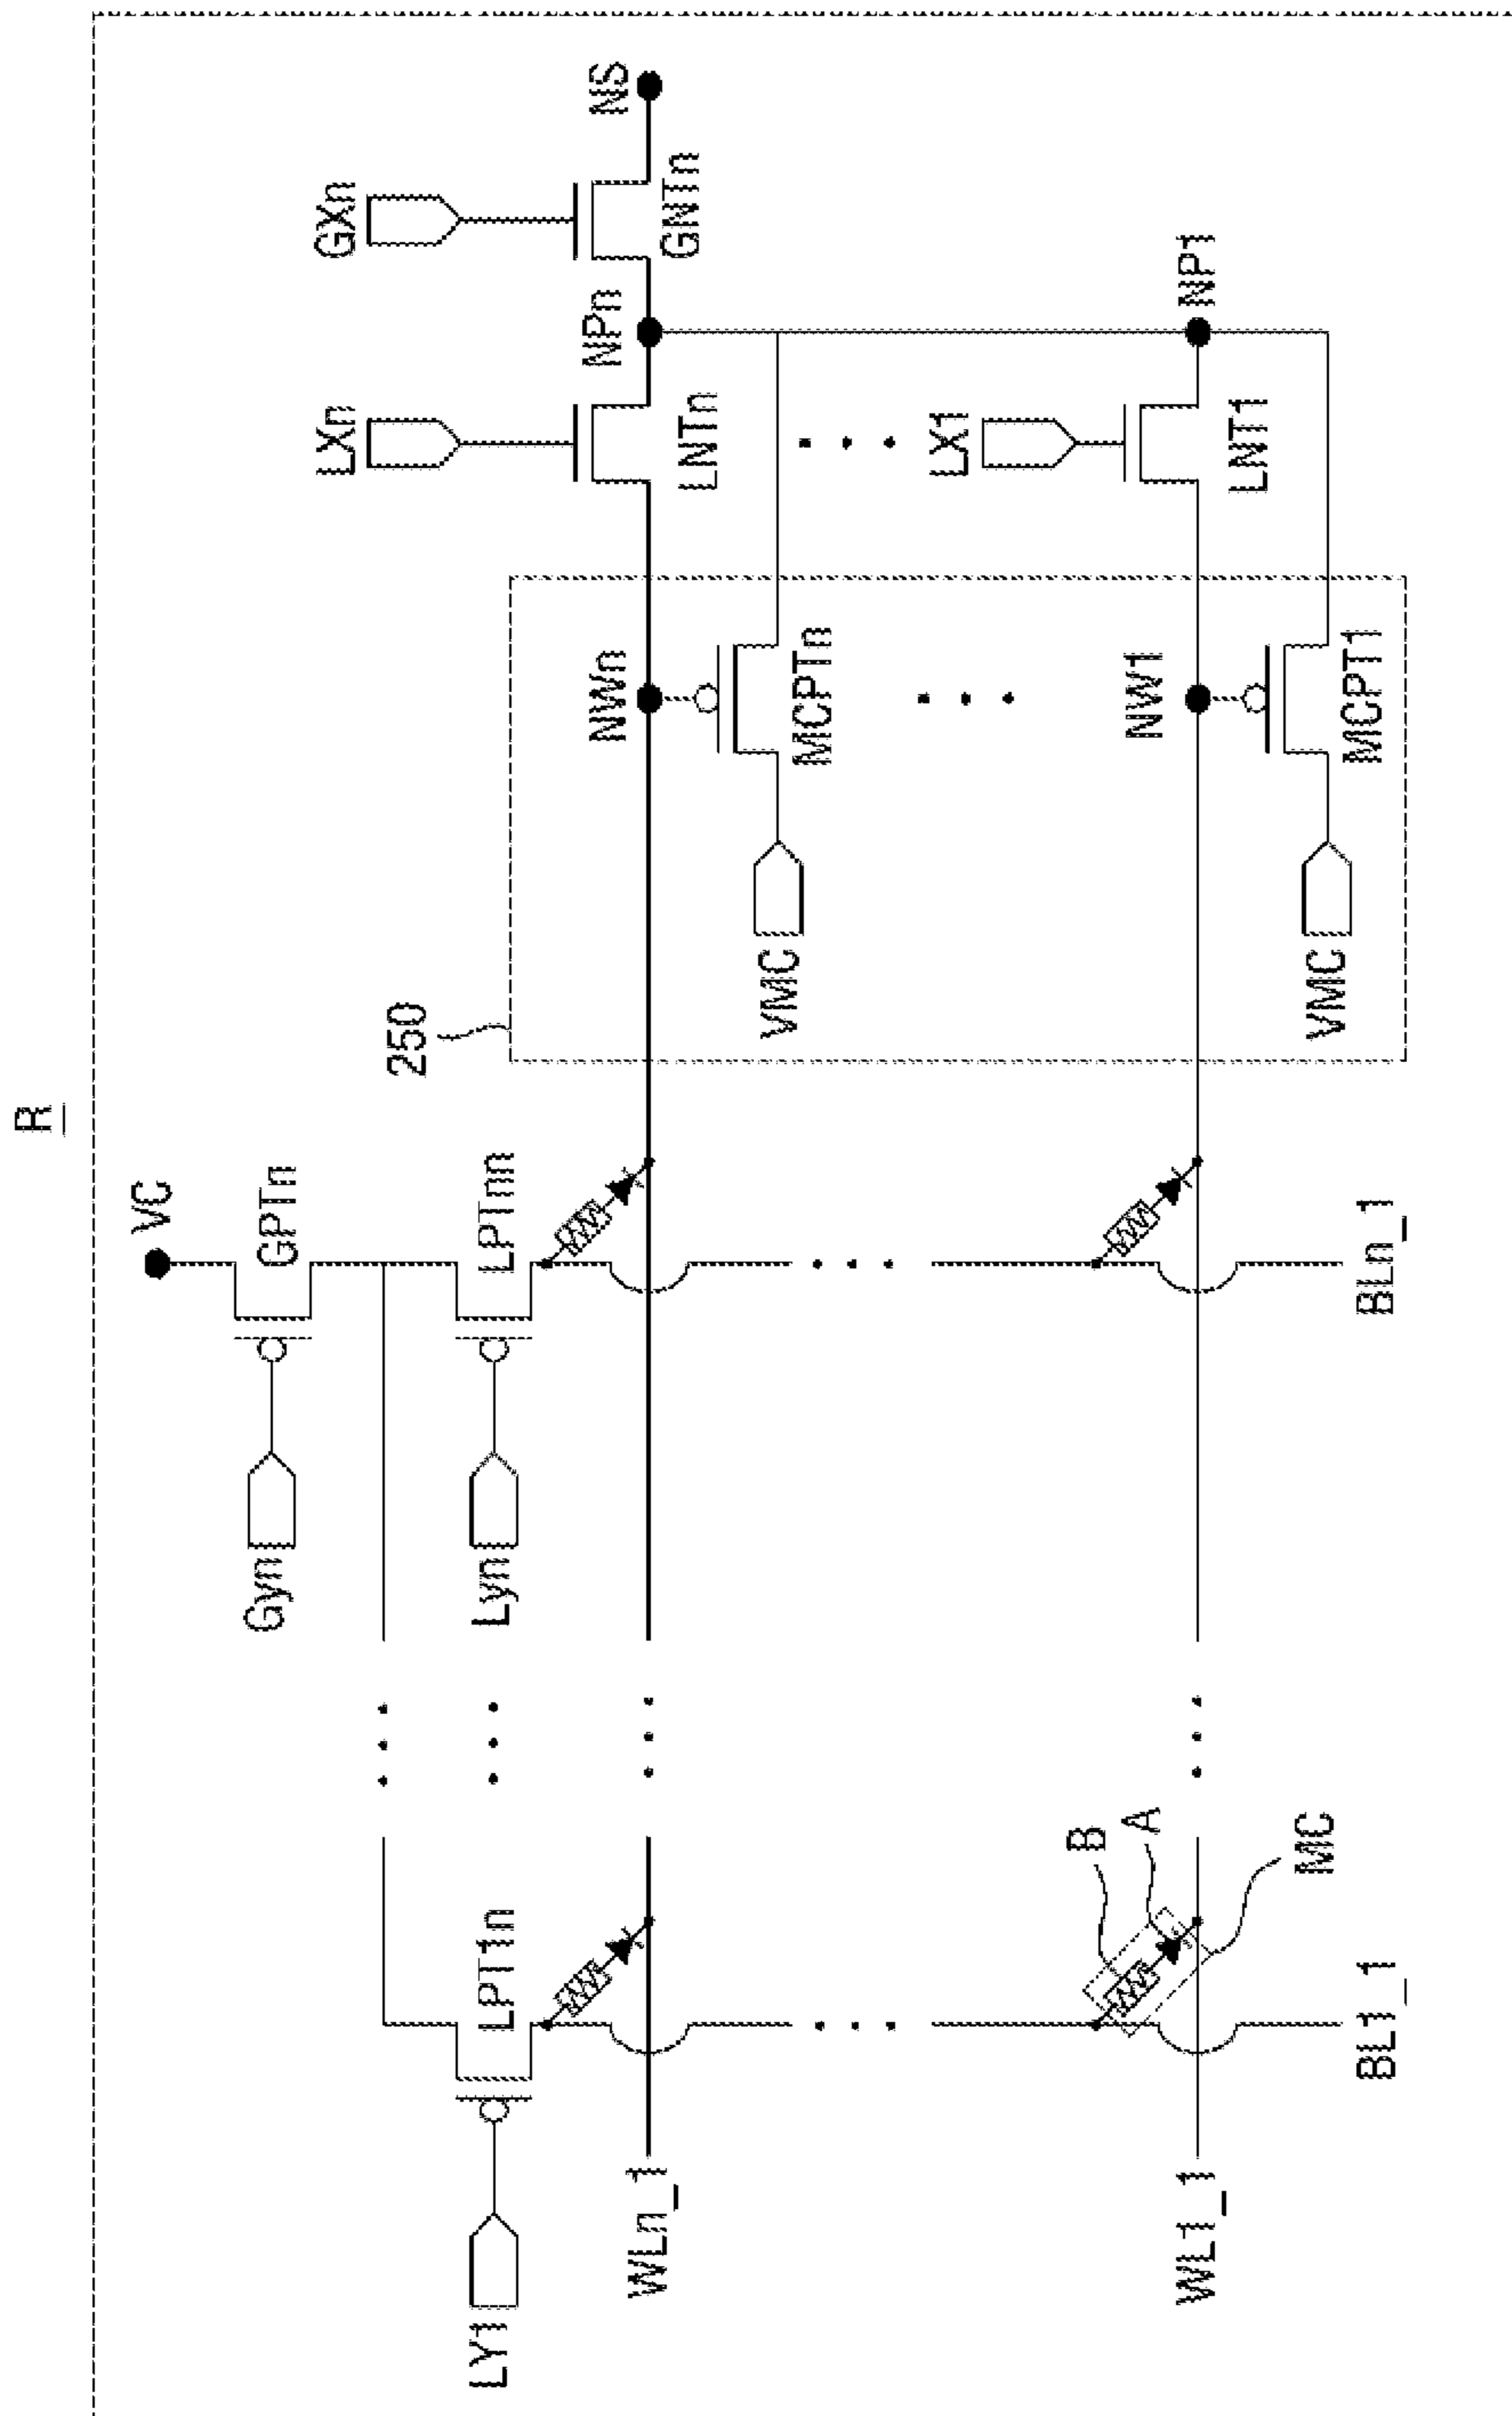 R
VC
GPTn
Gyn
LPTnn
Lyn
LPT1n
LY1
GXn
NS
GNTn
LXn
NPn
LNTn
250
NWn
MCPTn
VMC
LX1
NP1
LNT1
NW1
MCPT1
VMC
WLn_1
WL1_1
B
A
MC
BL1_1
BLn_1